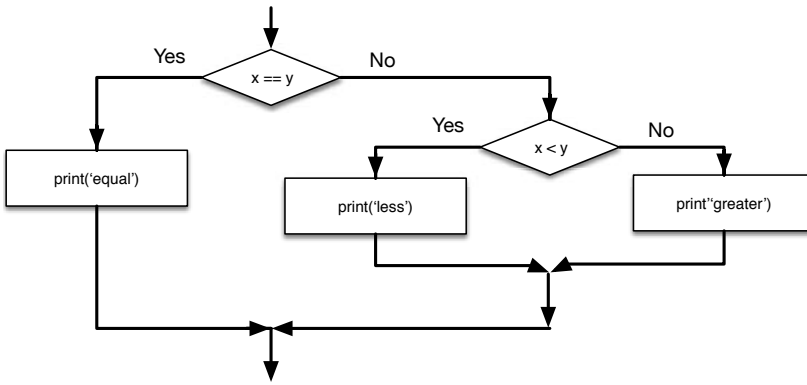 Yes
x == y
No
Yes
x < y
No
print(‘equal’)
print(‘less’)
print’‘greater’)